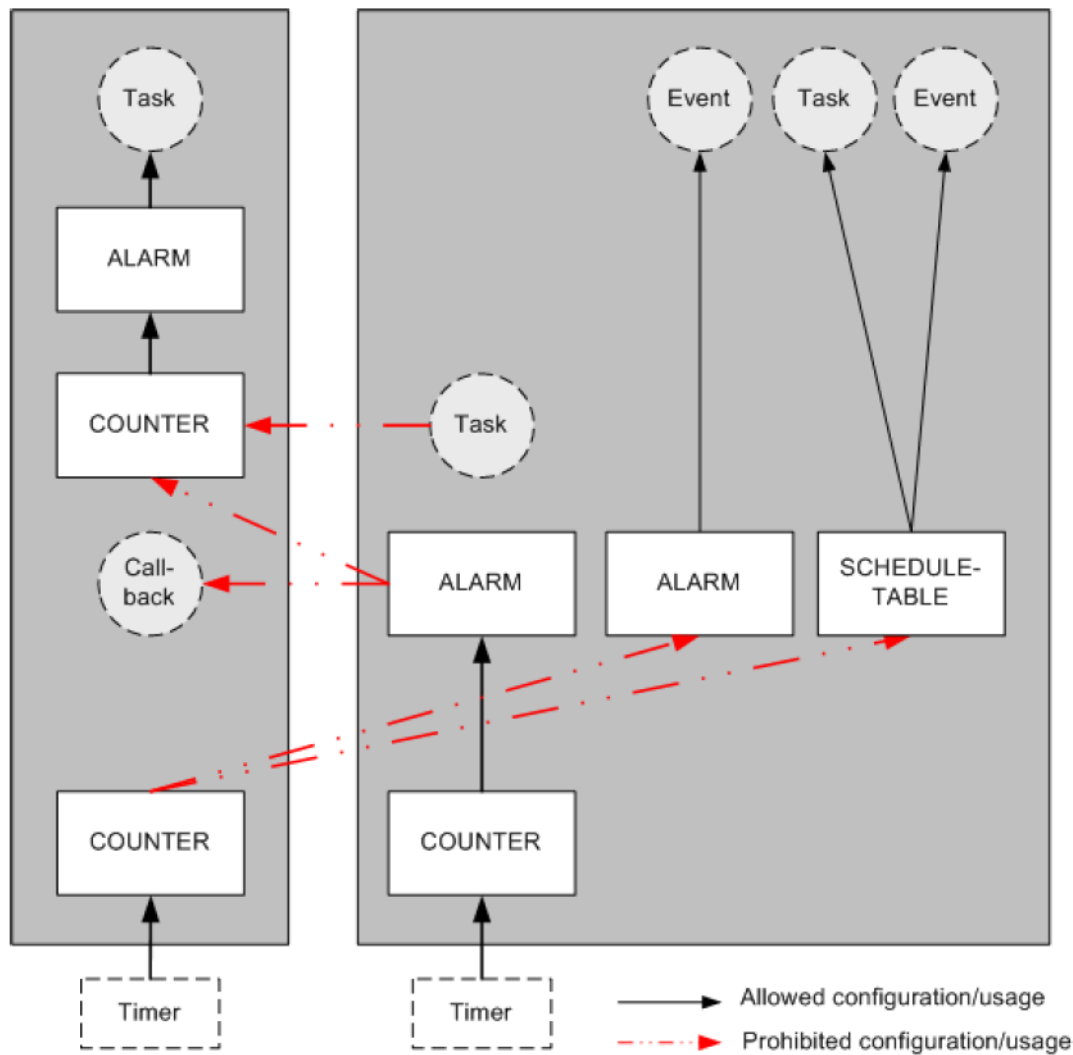 Task
Event
Task
Event
ALARM
COUNTER
Task
Call-
back
ALARM
ALARM
SCHEDULE-
TABLE
COUNTER
COUNTER
Timer
Timer
Allowed configuration/usage
Prohibited configuration/usage